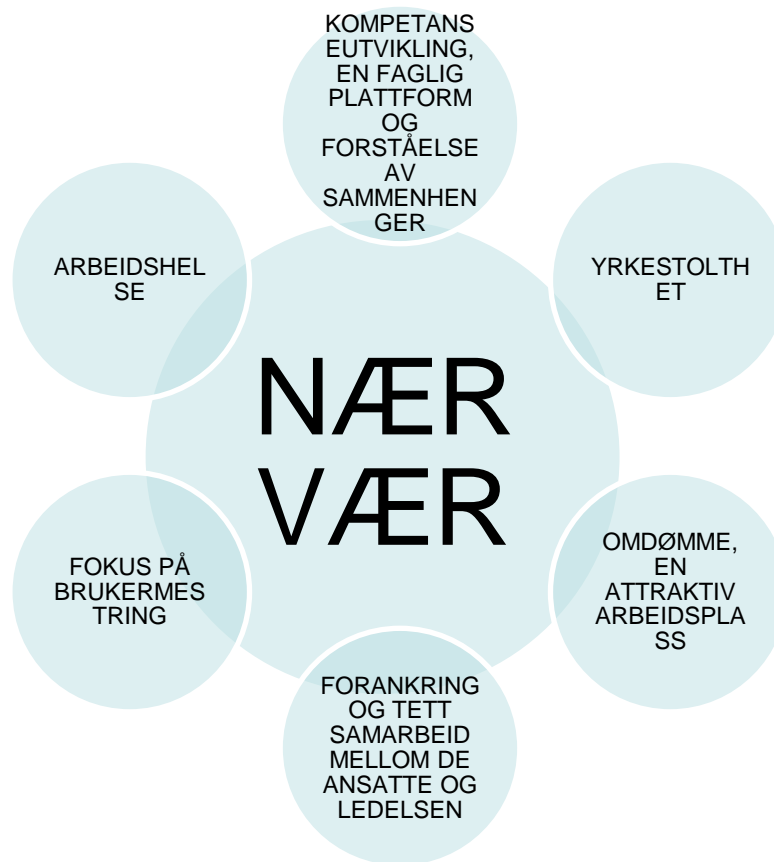 KOMPETANS
EUTVIKLING,
EN FAGLIG
PLATTFORM
OG
FORSTÅELSE
AV
SAMMENHEN
GER
YRKESTOLTH
ET
OMDØMME,
EN
ATTRAKTIV
ARBEIDSPLA
SS
FORANKRING
OG TETT
SAMARBEID
MELLOM DE
ANSATTE OG
LEDELSEN
FOKUS PÅ
BRUKERMES
TRING
ARBEIDSHEL
SE
NÆR
VÆR